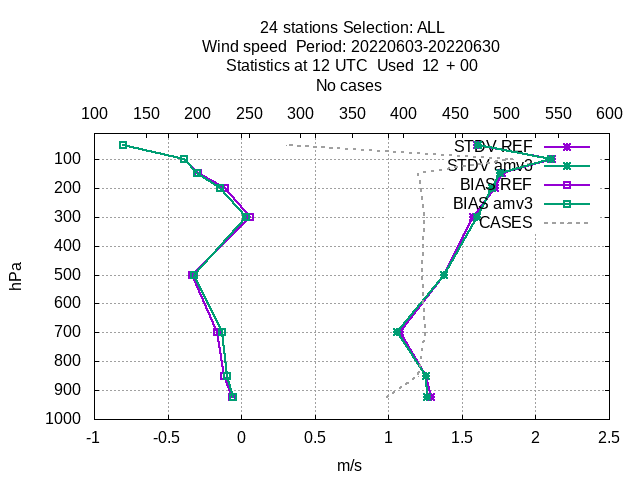 24 stations Selection: ALL
Wind speed  Period: 20220603-20220630
Statistics at 12 UTC  Used  12  + 00
No cases
100 150 200 250 300 350 400 450 500 550 600
STDV REF
100
STDV amv3
200
BIAS REF
BIAS amv3
300
CASES
400
500
600
700
800
900
1000
hPa
-1 -0.5 0 0.5 1 1.5 2 2.5
m/s